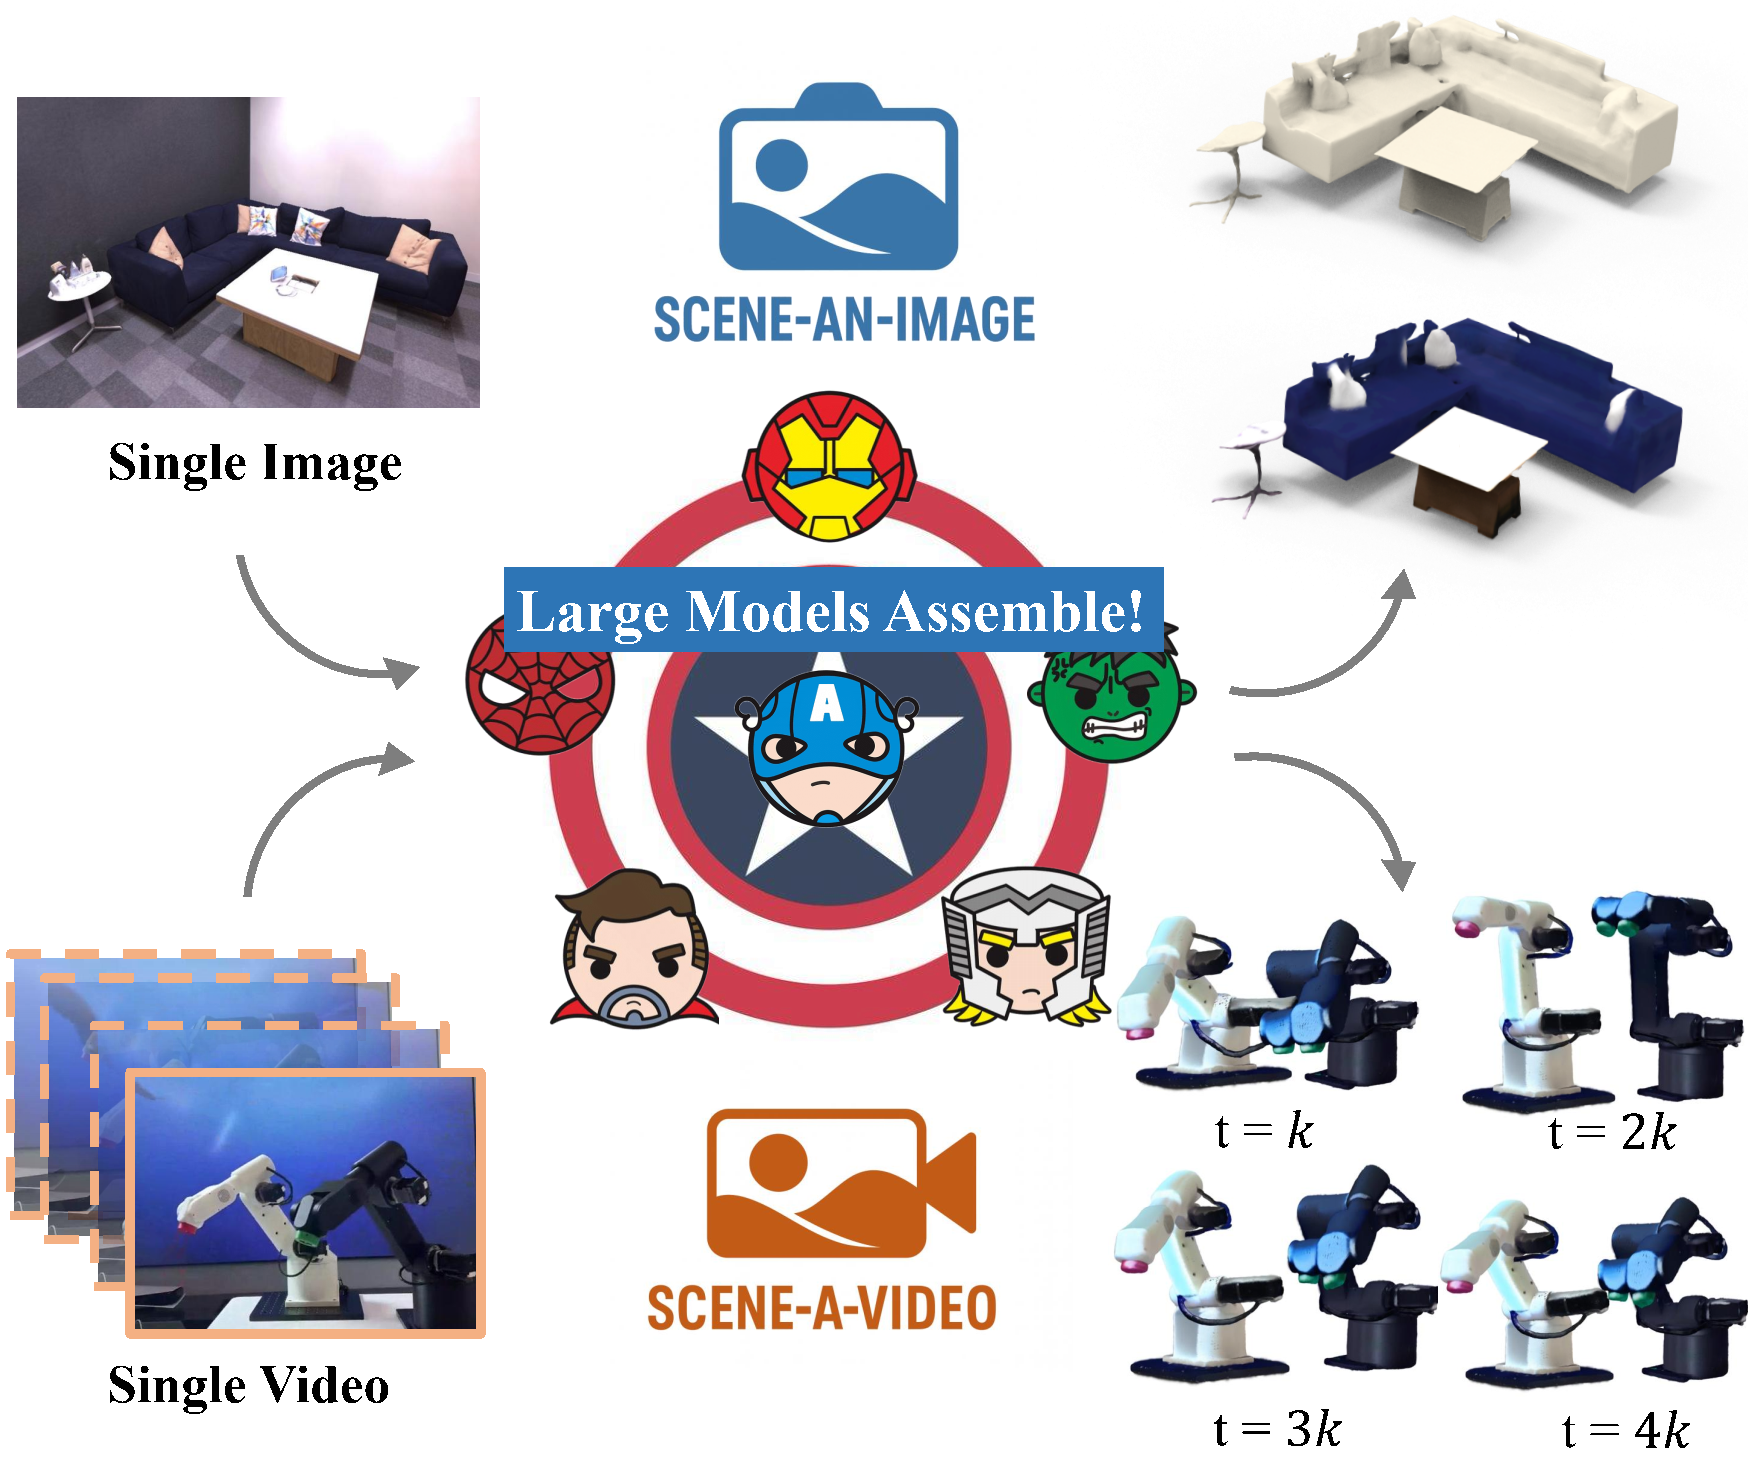 SCENE-AN-IMAGE
Single Image
Large Models Assemble!
A
t = k
t = 2k
SCENE-A-VIDEO
Single Video
t = 3k
t = 4k